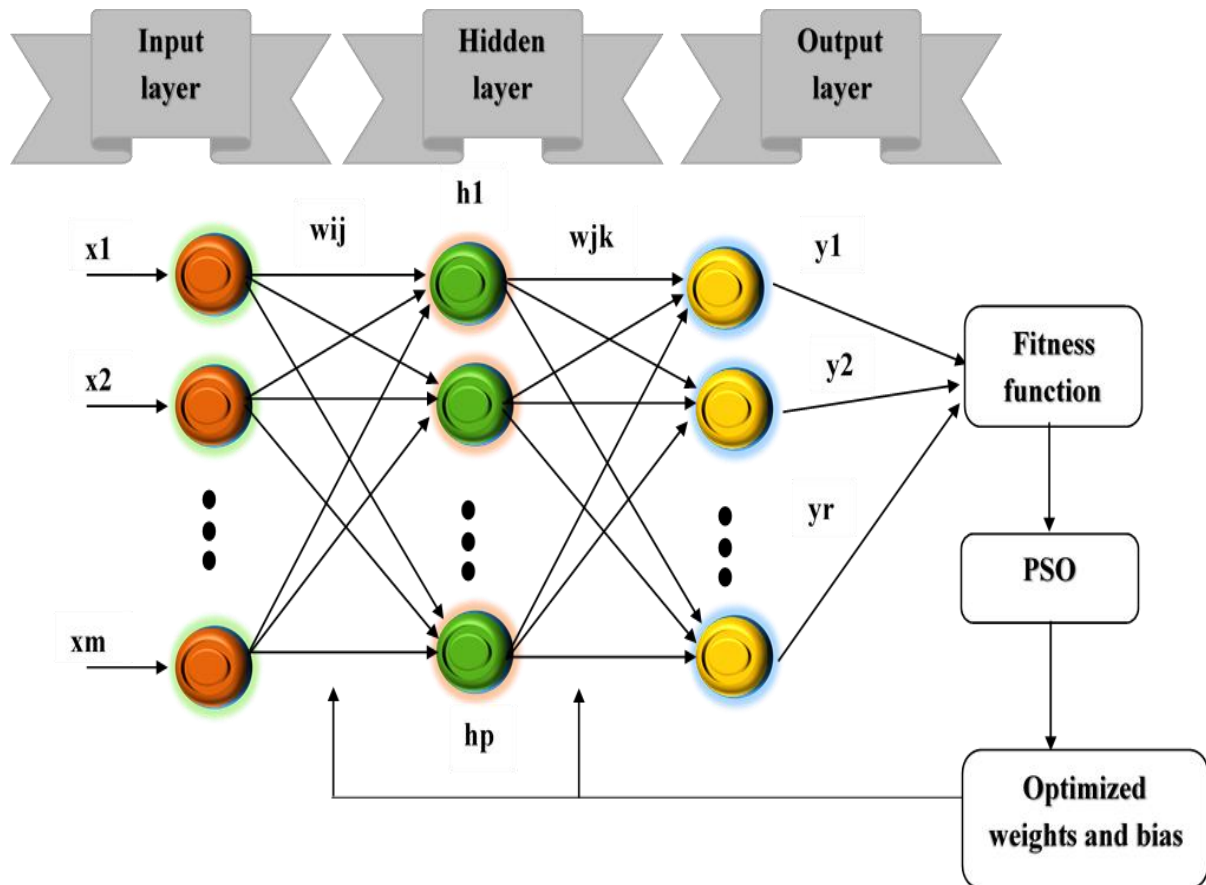 Input
layer
Hidden
layer
Output
layer
h1
wij
wjk
x1
y1
x2
y2
Fitness
function
yr
PSO
xm
hp
Optimized
weights and bias